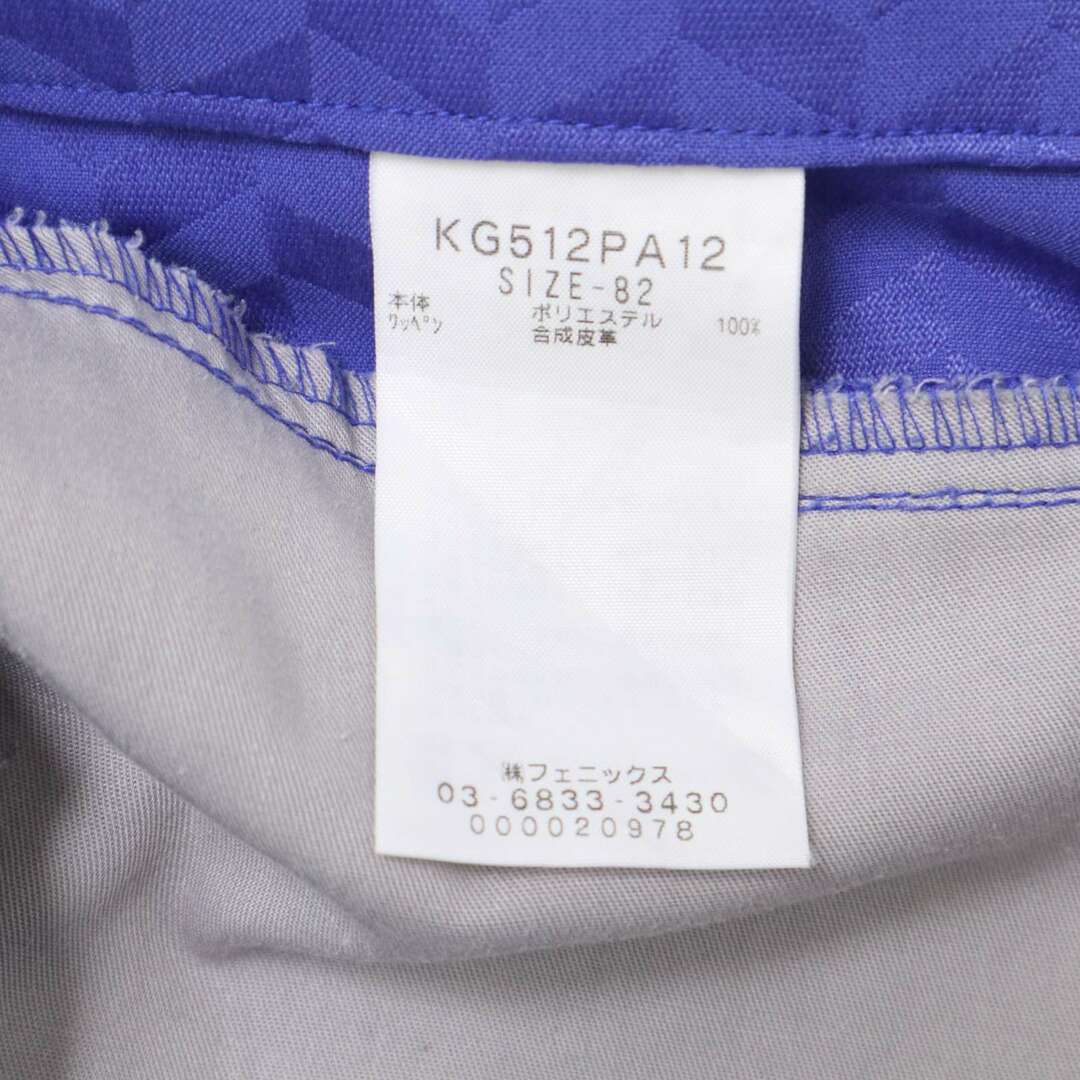 KG512PA12
SIZE-82
本体 ポリエステル 100%
ワッペン 合成皮革
㈱フェニックス
03-6833-3430
000020978